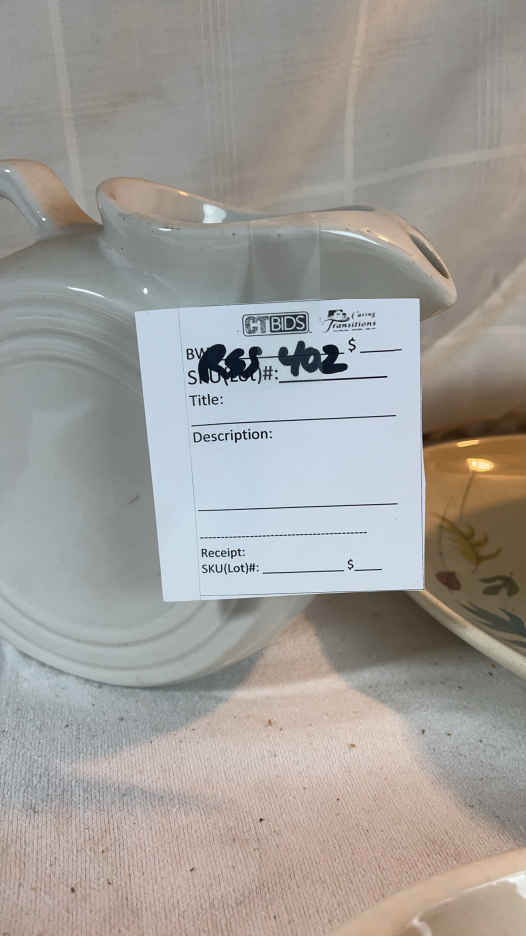 CTBIDS Caring Transitions
BW $
RSS 402
SKU(Lot)#:
Title:
Description:
Receipt:
SKU(Lot)#: $